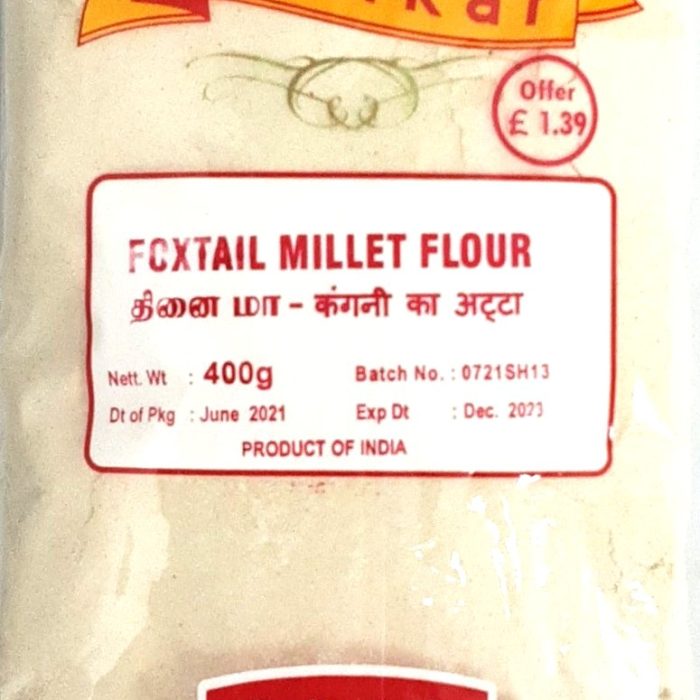 Offer
£ 1.39
FOXTAIL MILLET FLOUR
தினை மா - कंगनी का अट्टा
Nett. Wt : 400g
Batch No. : 0721SH13
Dt of Pkg : June 2021
Exp Dt : Dec. 2023
PRODUCT OF INDIA